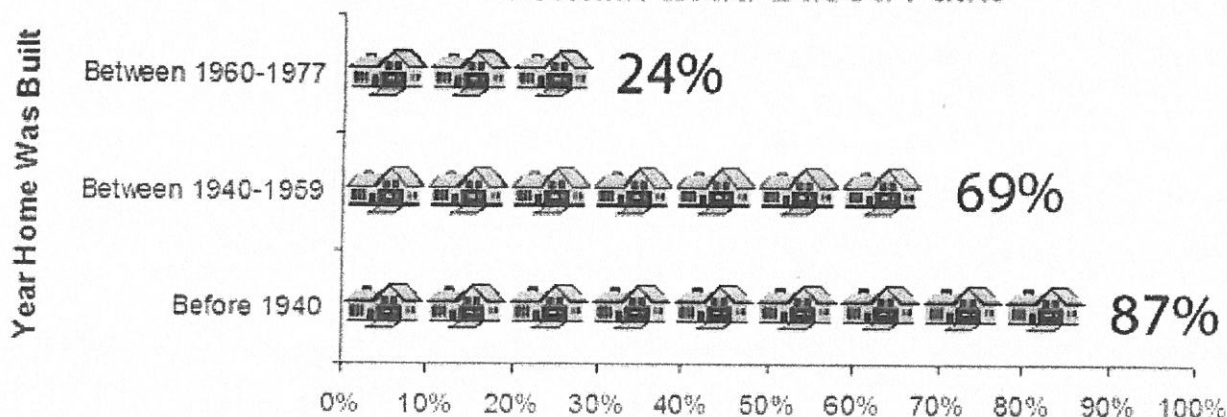 Year Home Was Built
Between 1960-1977
24%
Between 1940-1959
69%
Before 1940
87%
0% 10% 20% 30% 40% 50% 60% 70% 80% 90% 100%